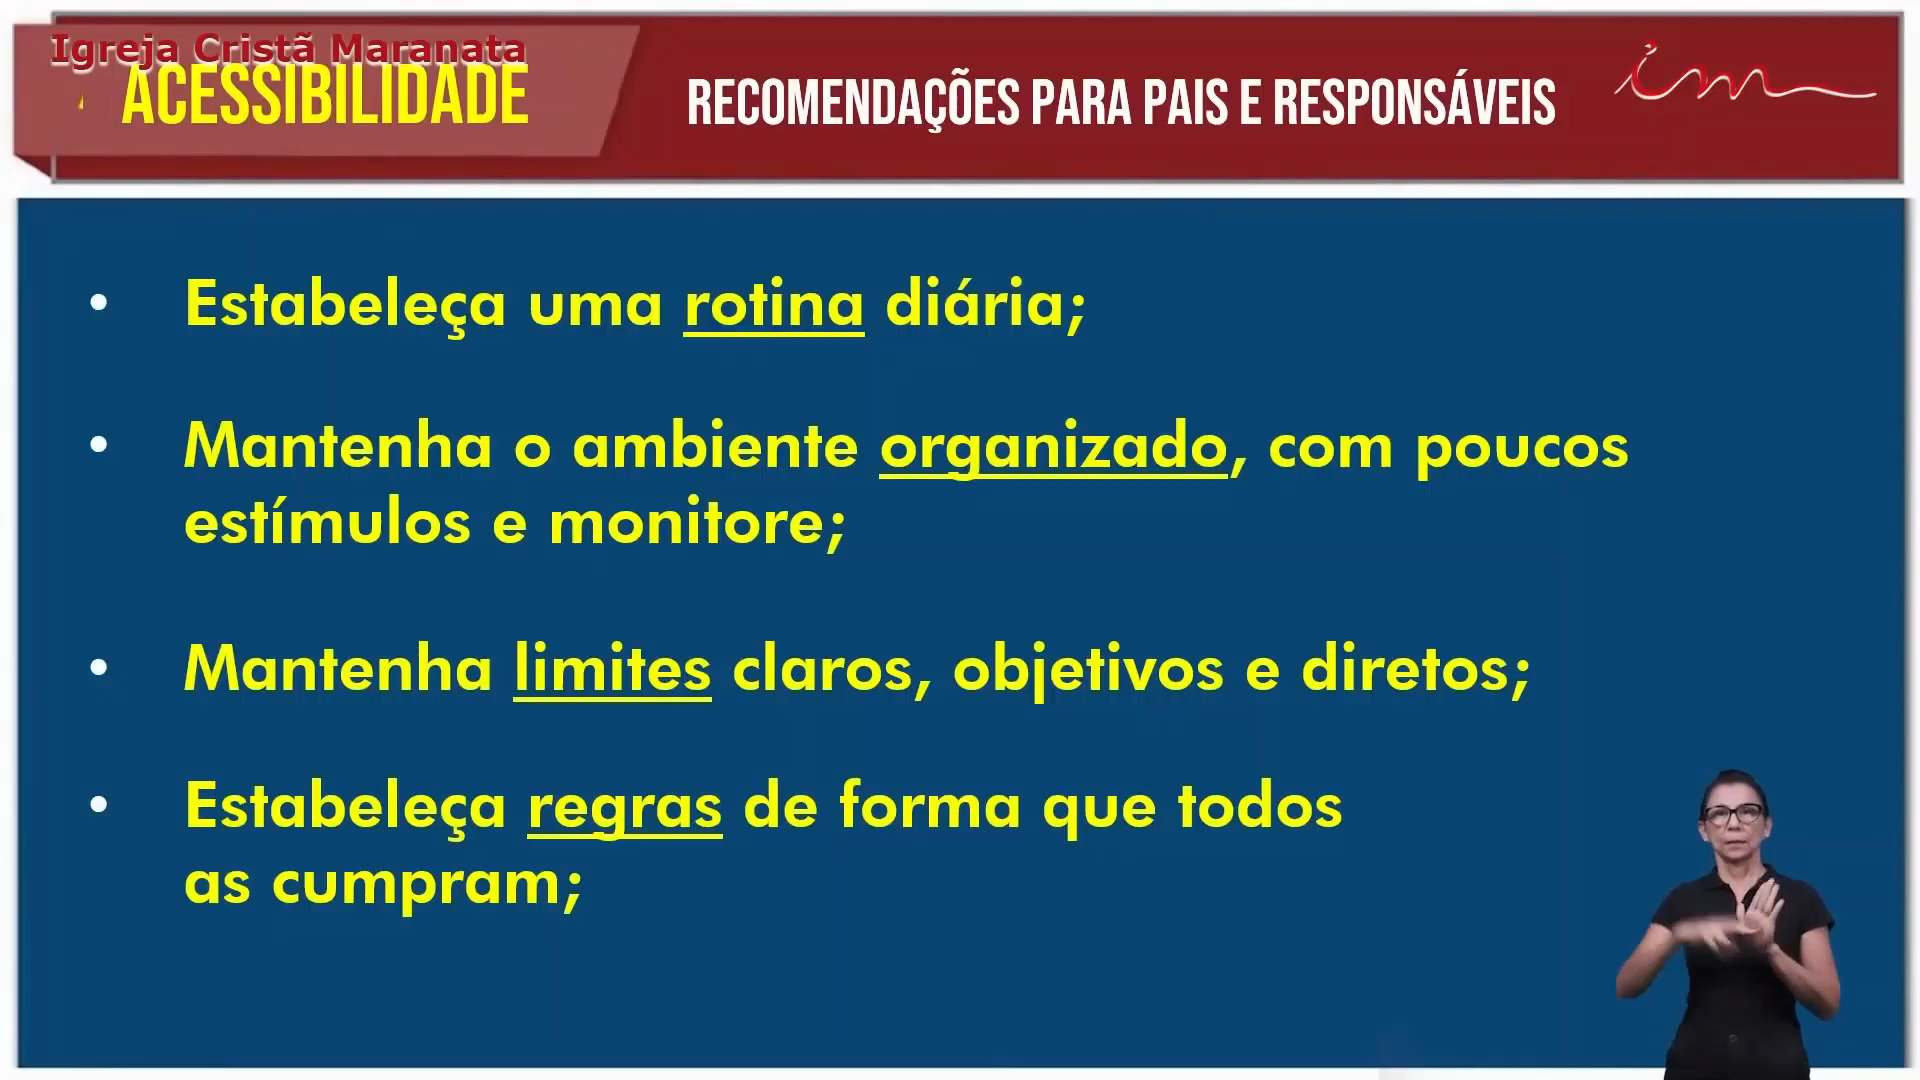 Igreja Cristã Maranata
ACESSIBILIDADE
RECOMENDAÇÕES PARA PAIS E RESPONSÁVEIS
im
• Estabeleça uma rotina diária;
• Mantenha o ambiente organizado, com poucos
estímulos e monitore;
• Mantenha limites claros, objetivos e diretos;
• Estabeleça regras de forma que todos
as cumpram;